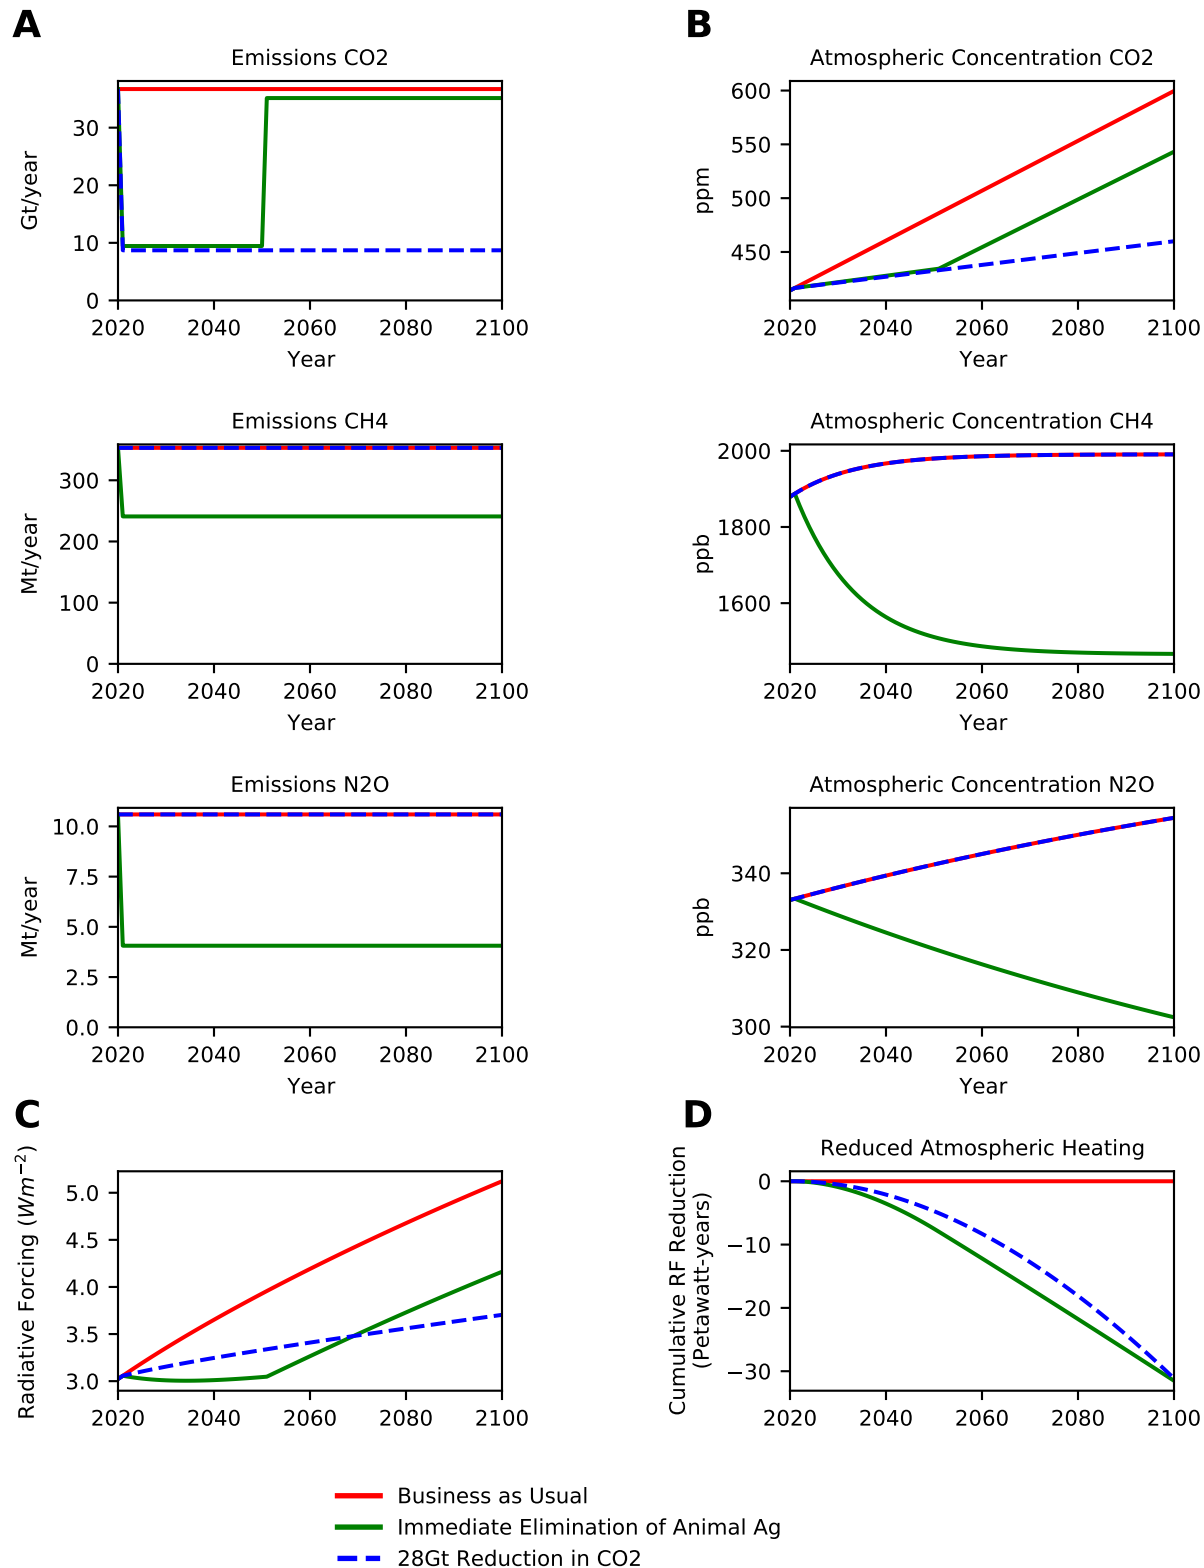 A
Emissions CO2
Gt/year
30
20
10
0
2020 2040 2060 2080 2100
Year
B
Atmospheric Concentration CO2
ppm
600
550
500
450
2020 2040 2060 2080 2100
Year
Emissions CH4
Mt/year
300
200
100
0
2020 2040 2060 2080 2100
Year
Atmospheric Concentration CH4
ppb
2000
1800
1600
2020 2040 2060 2080 2100
Year
Emissions N2O
Mt/year
10.0
7.5
5.0
2.5
0.0
2020 2040 2060 2080 2100
Year
Atmospheric Concentration N2O
ppb
340
320
300
2020 2040 2060 2080 2100
Year
C
Radiative Forcing (Wm⁻²)
5.0
4.5
4.0
3.5
3.0
2020 2040 2060 2080 2100
D
Reduced Atmospheric Heating
Cumulative RF Reduction
(Petawatt-years)
0
−10
−20
−30
2020 2040 2060 2080 2100
Business as Usual
Immediate Elimination of Animal Ag
28Gt Reduction in CO2